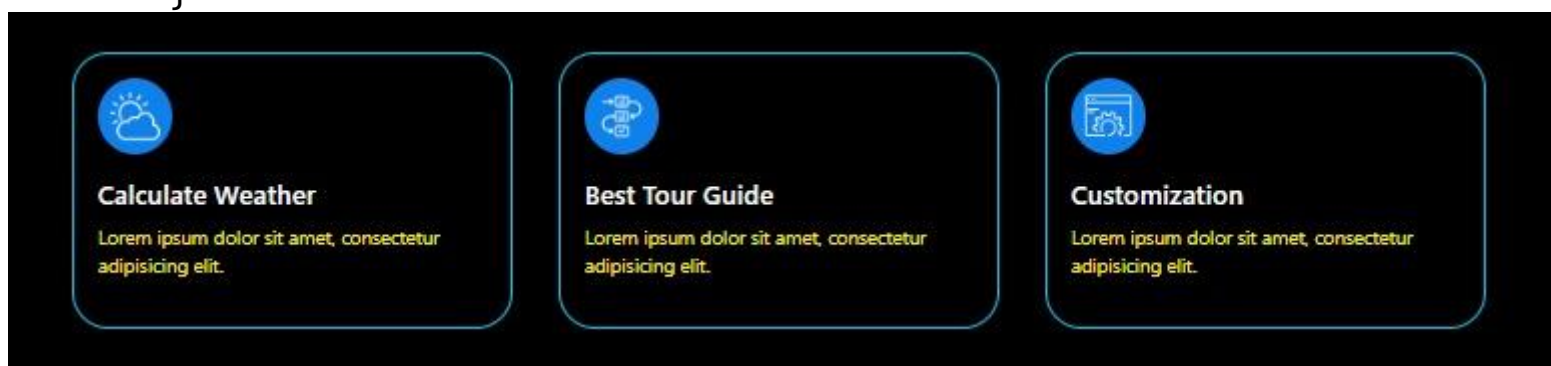 Calculate Weather
Lorem ipsum dolor sit amet, consectetur
adipisicing elit.
Best Tour Guide
Lorem ipsum dolor sit amet, consectetur
adipisicing elit.
Customization
Lorem ipsum dolor sit amet, consectetur
adipisicing elit.